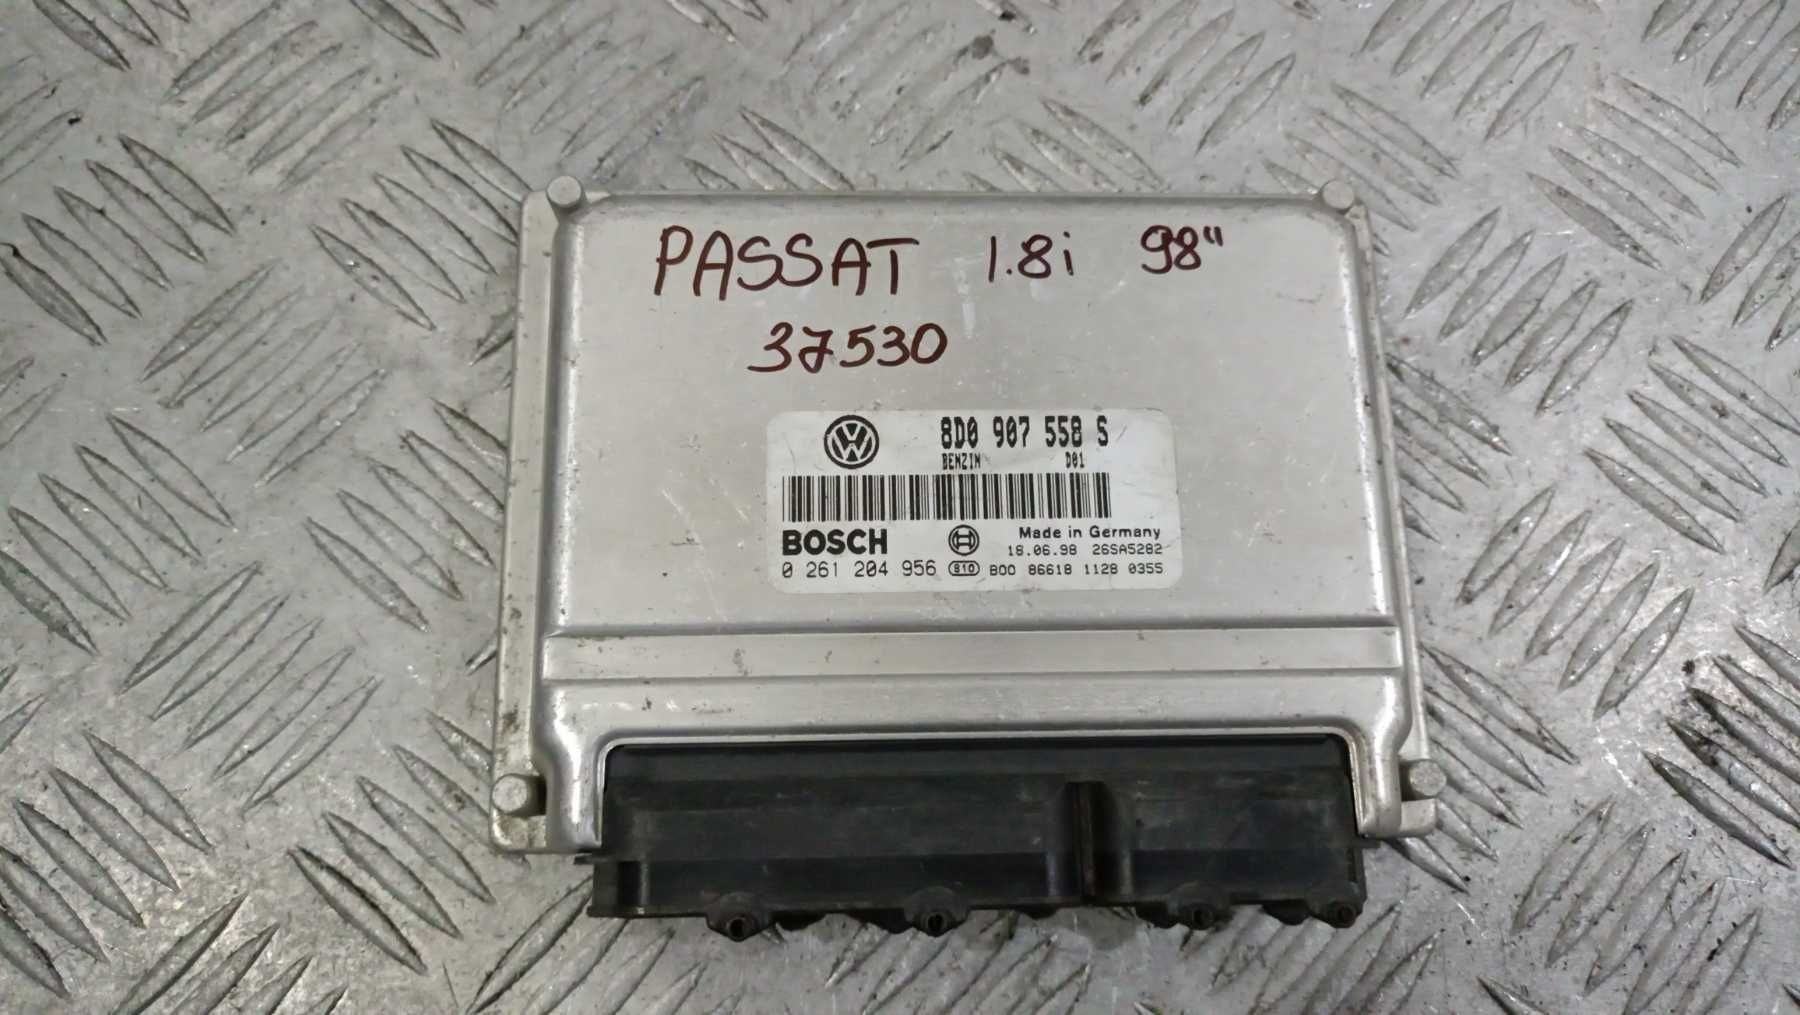 PASSAT 1.8i 98"
37530
8D0 907 558 S
BENZIN D01
BOSCH Made in Germany
18.06.98 26SA5282
0 261 204 956 B10 B00 86618 1128 0355